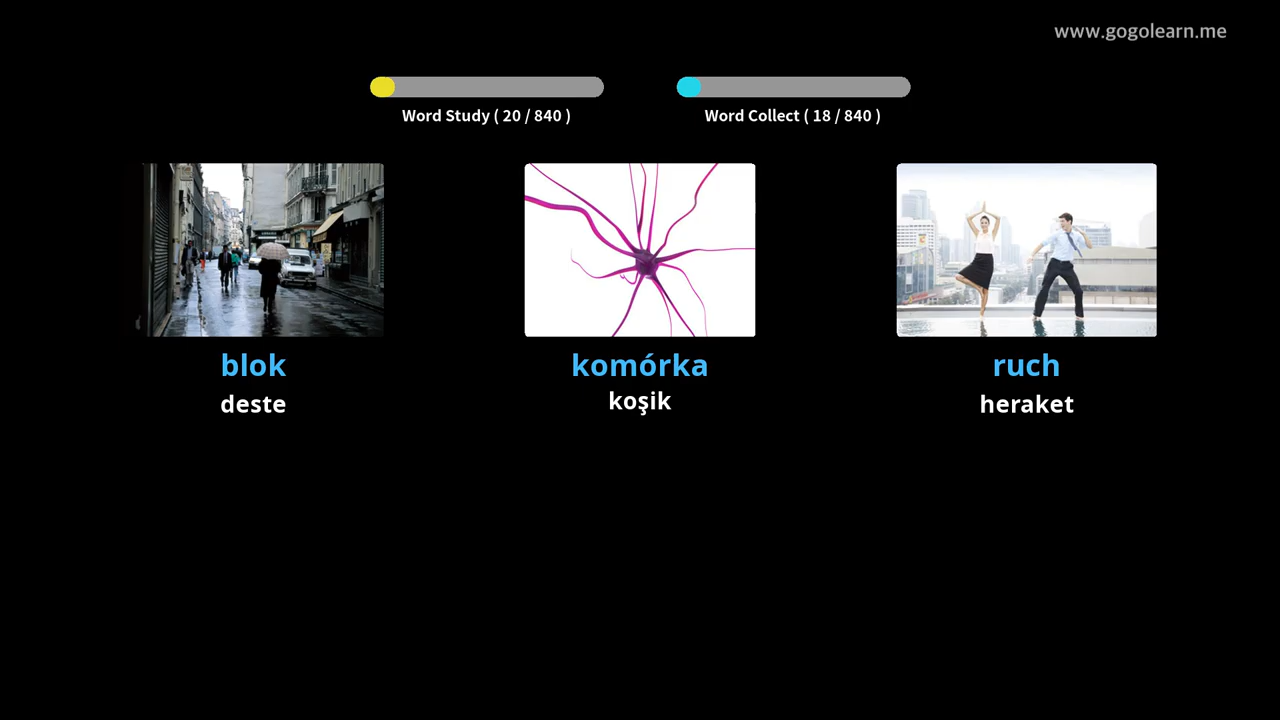 www.gogolearn.me
Word Study ( 20 / 840 )
Word Collect ( 18 / 840 )
blok
komórka
ruch
deste
koşik
heraket